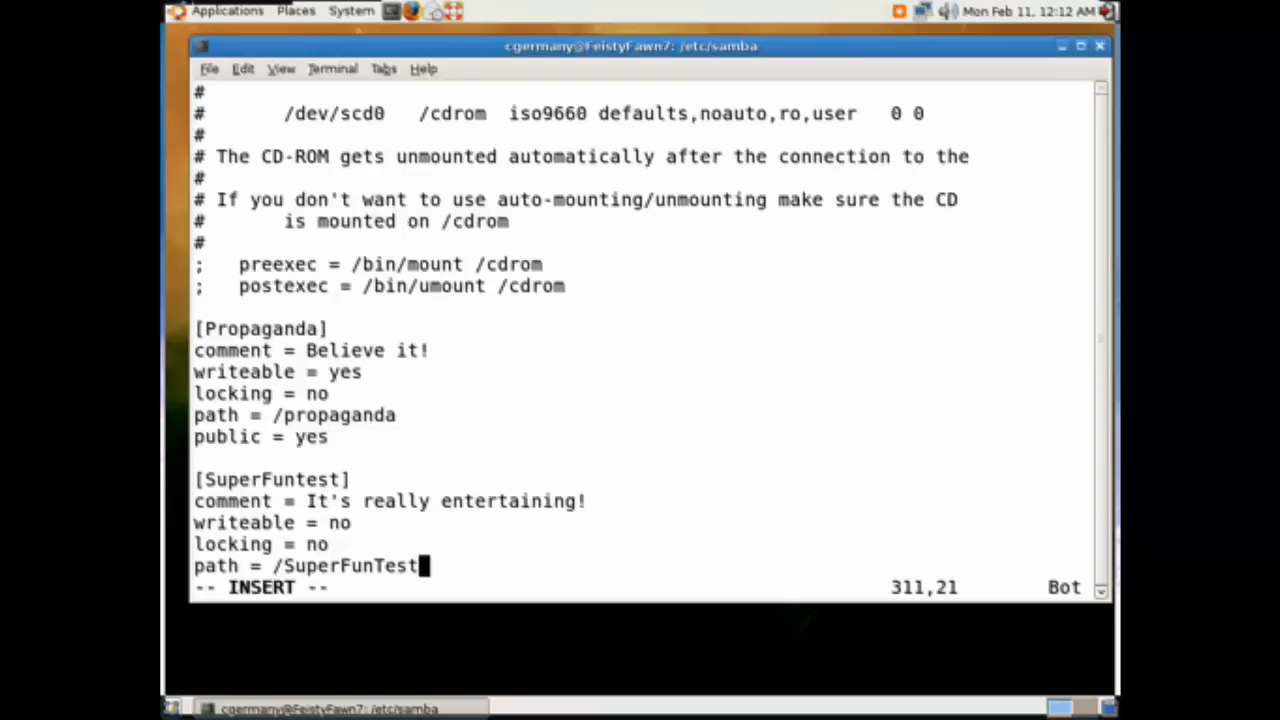 Applications Places System Mon Feb 11, 12:12 AM
cgermany@FeistyFawn7: /etc/samba
File Edit View Terminal Tabs Help
#
# /dev/scd0 /cdrom iso9660 defaults,noauto,ro,user 0 0
#
# The CD-ROM gets unmounted automatically after the connection to the
#
# If you don't want to use auto-mounting/unmounting make sure the CD
# is mounted on /cdrom
#
; preexec = /bin/mount /cdrom
; postexec = /bin/umount /cdrom
[Propaganda]
comment = Believe it!
writeable = yes
locking = no
path = /propaganda
public = yes
[SuperFuntest]
comment = It's really entertaining!
writeable = no
locking = no
path = /SuperFunTest
-- INSERT -- 311,21 Bot
cgermany@FeistyFawn7: /etc/samba